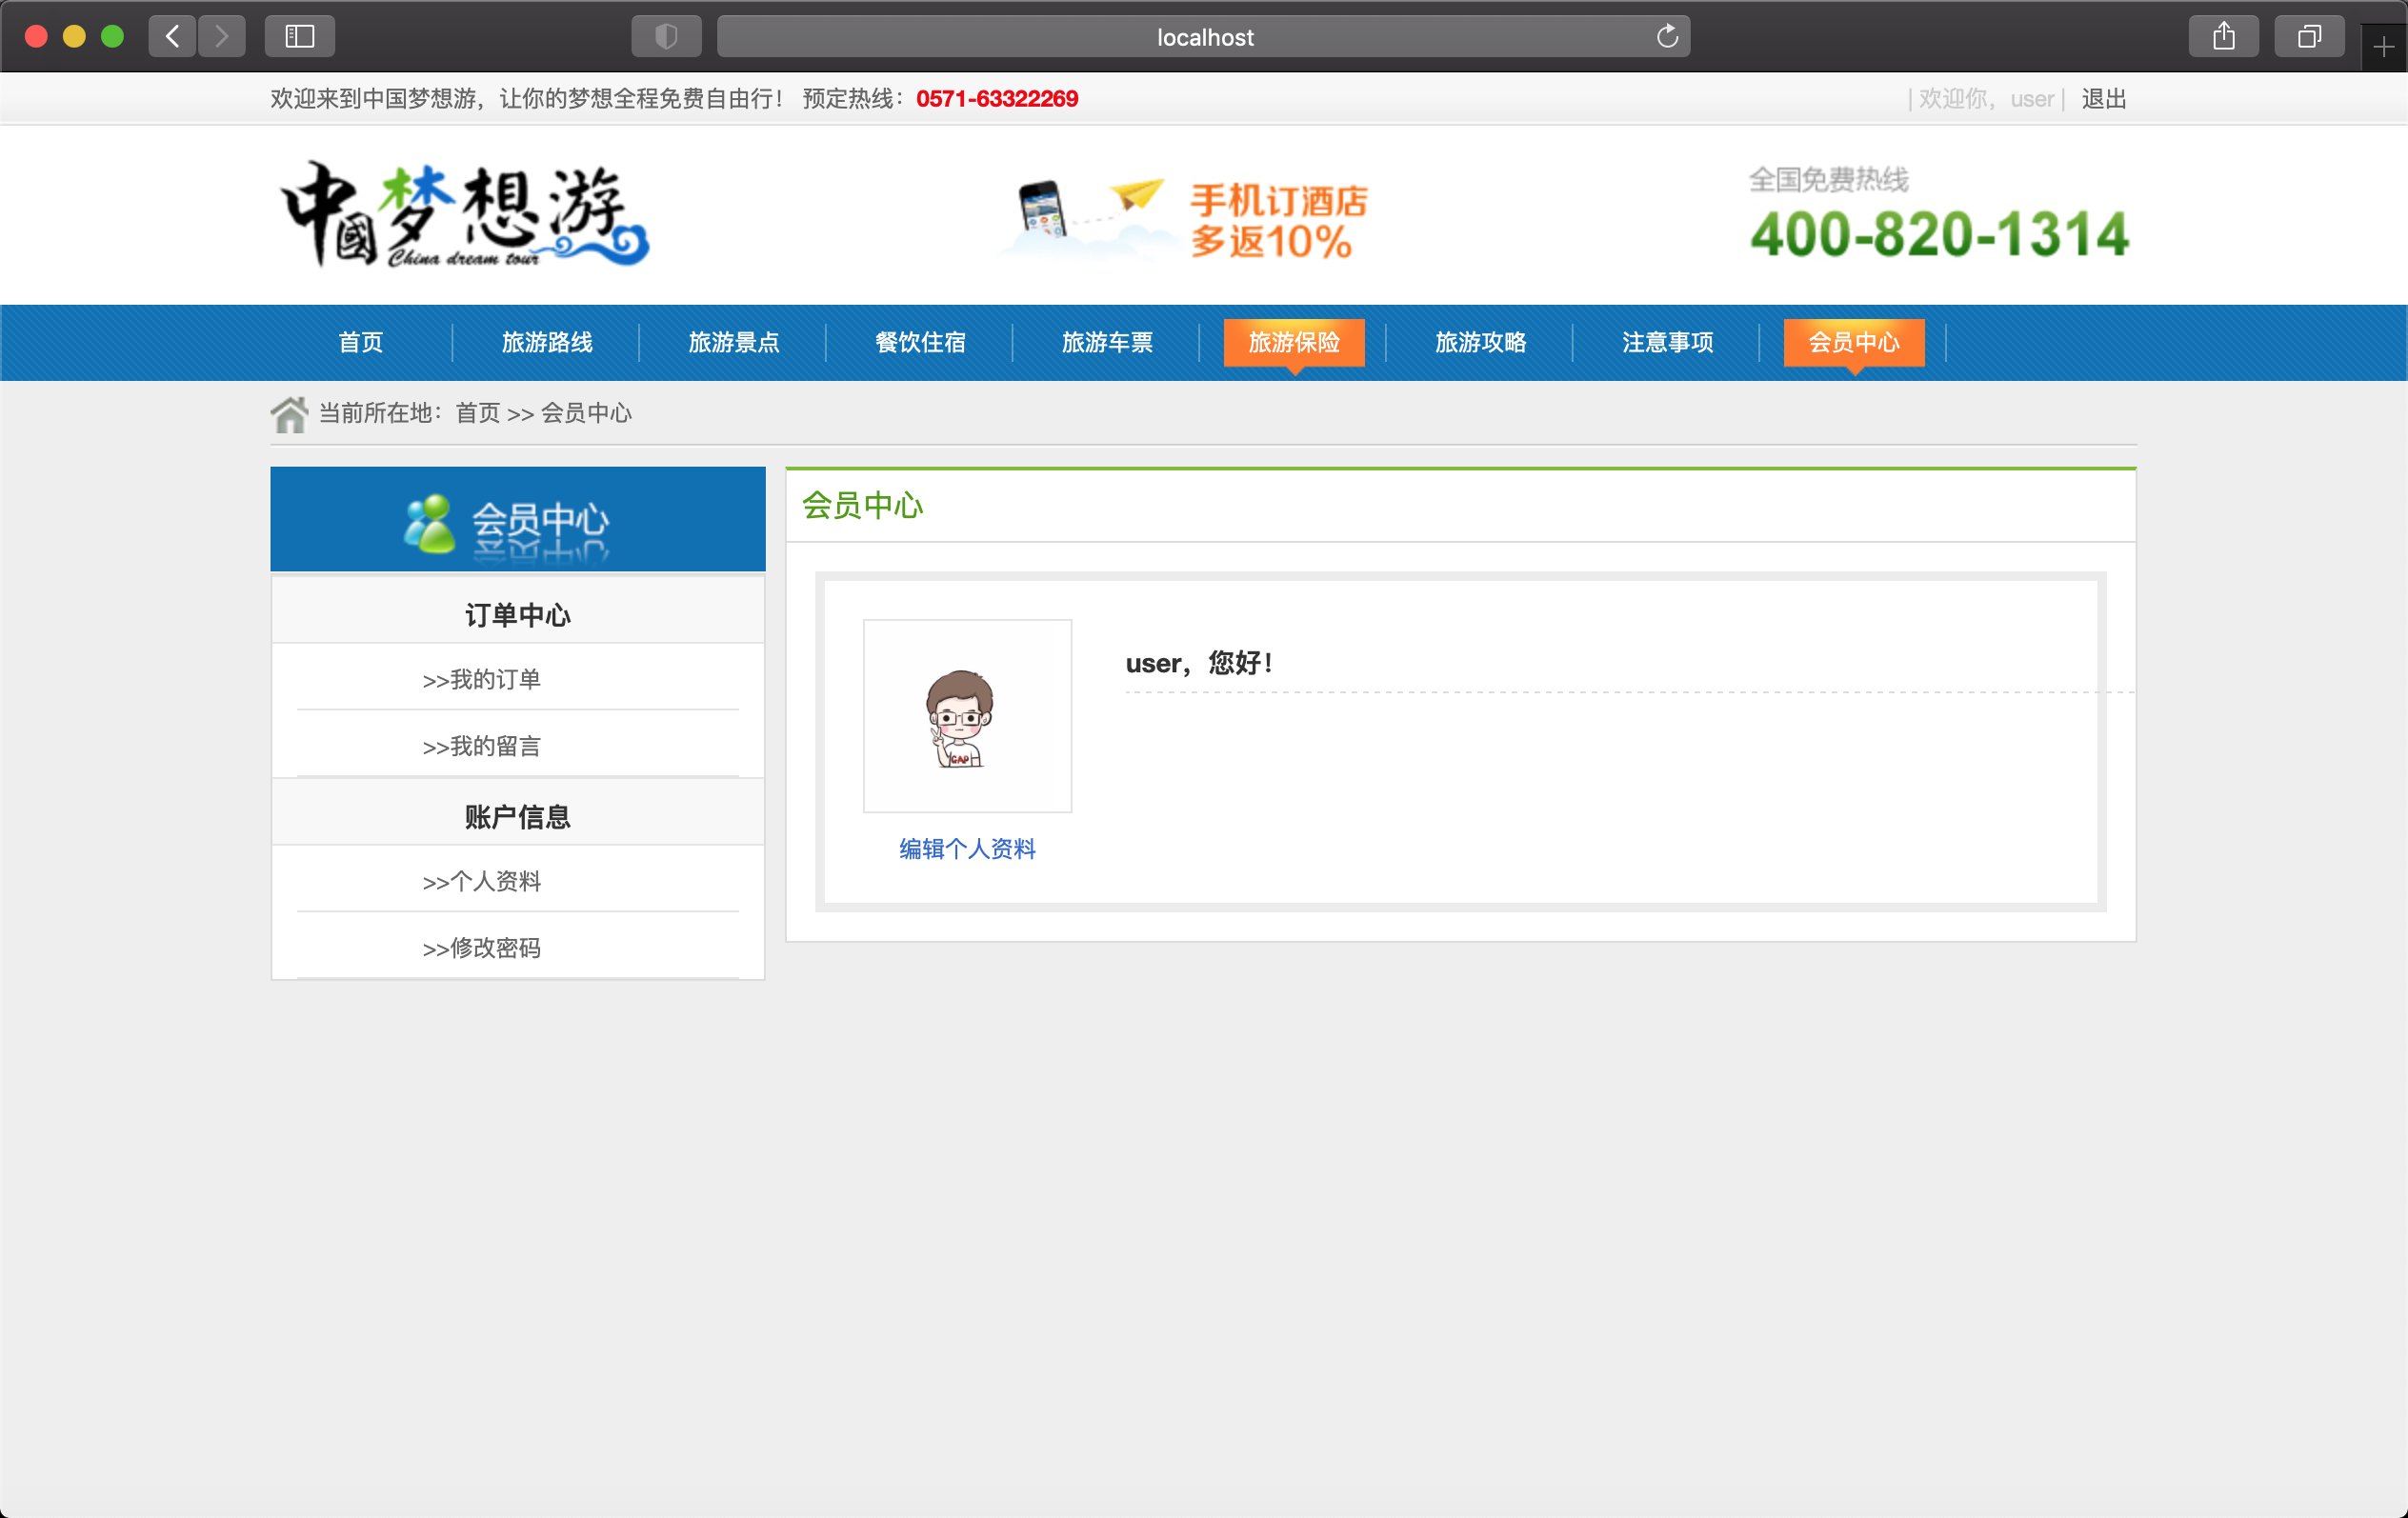 localhost
欢迎来到中国梦想游，让你的梦想全程免费自由行！ 预定热线：0571-63322269
| 欢迎你，user | 退出
中國梦想游
China dream tour
手机订酒店
多返10%
全国免费热线
400-820-1314
首页 旅游路线 旅游景点 餐饮住宿 旅游车票 旅游保险 旅游攻略 注意事项 会员中心
当前所在地：首页 >> 会员中心
会员中心
订单中心
>>我的订单
>>我的留言
账户信息
>>个人资料
>>修改密码
会员中心
user，您好！
GAP
编辑个人资料